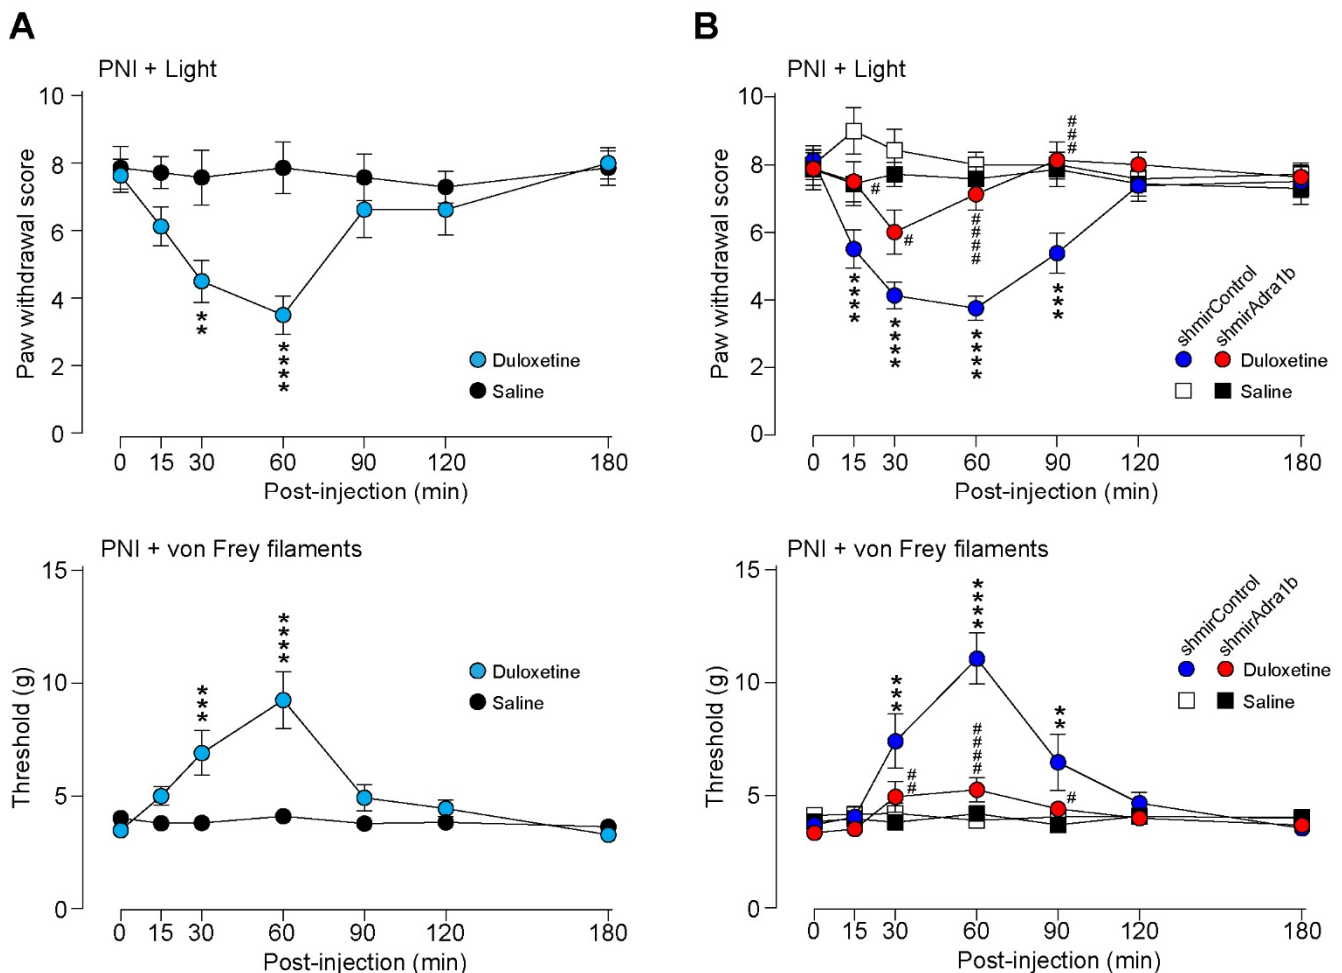 A
PNI + Light
Paw withdrawal score
10
8
6
4
2
0
**
****
Duloxetine
Saline
0 15 30 60 90 120 180
Post-injection (min)
PNI + von Frey filaments
Threshold (g)
15
10
5
0
***
****
Duloxetine
Saline
0 15 30 60 90 120 180
Post-injection (min)
B
PNI + Light
Paw withdrawal score
10
8
6
4
2
0
###
#
#
####
****
****
****
***
shmirControl
shmirAdra1b
Duloxetine
Saline
0 15 30 60 90 120 180
Post-injection (min)
PNI + von Frey filaments
Threshold (g)
15
10
5
0
***
****
**
##
####
#
shmirControl
shmirAdra1b
Duloxetine
Saline
0 15 30 60 90 120 180
Post-injection (min)